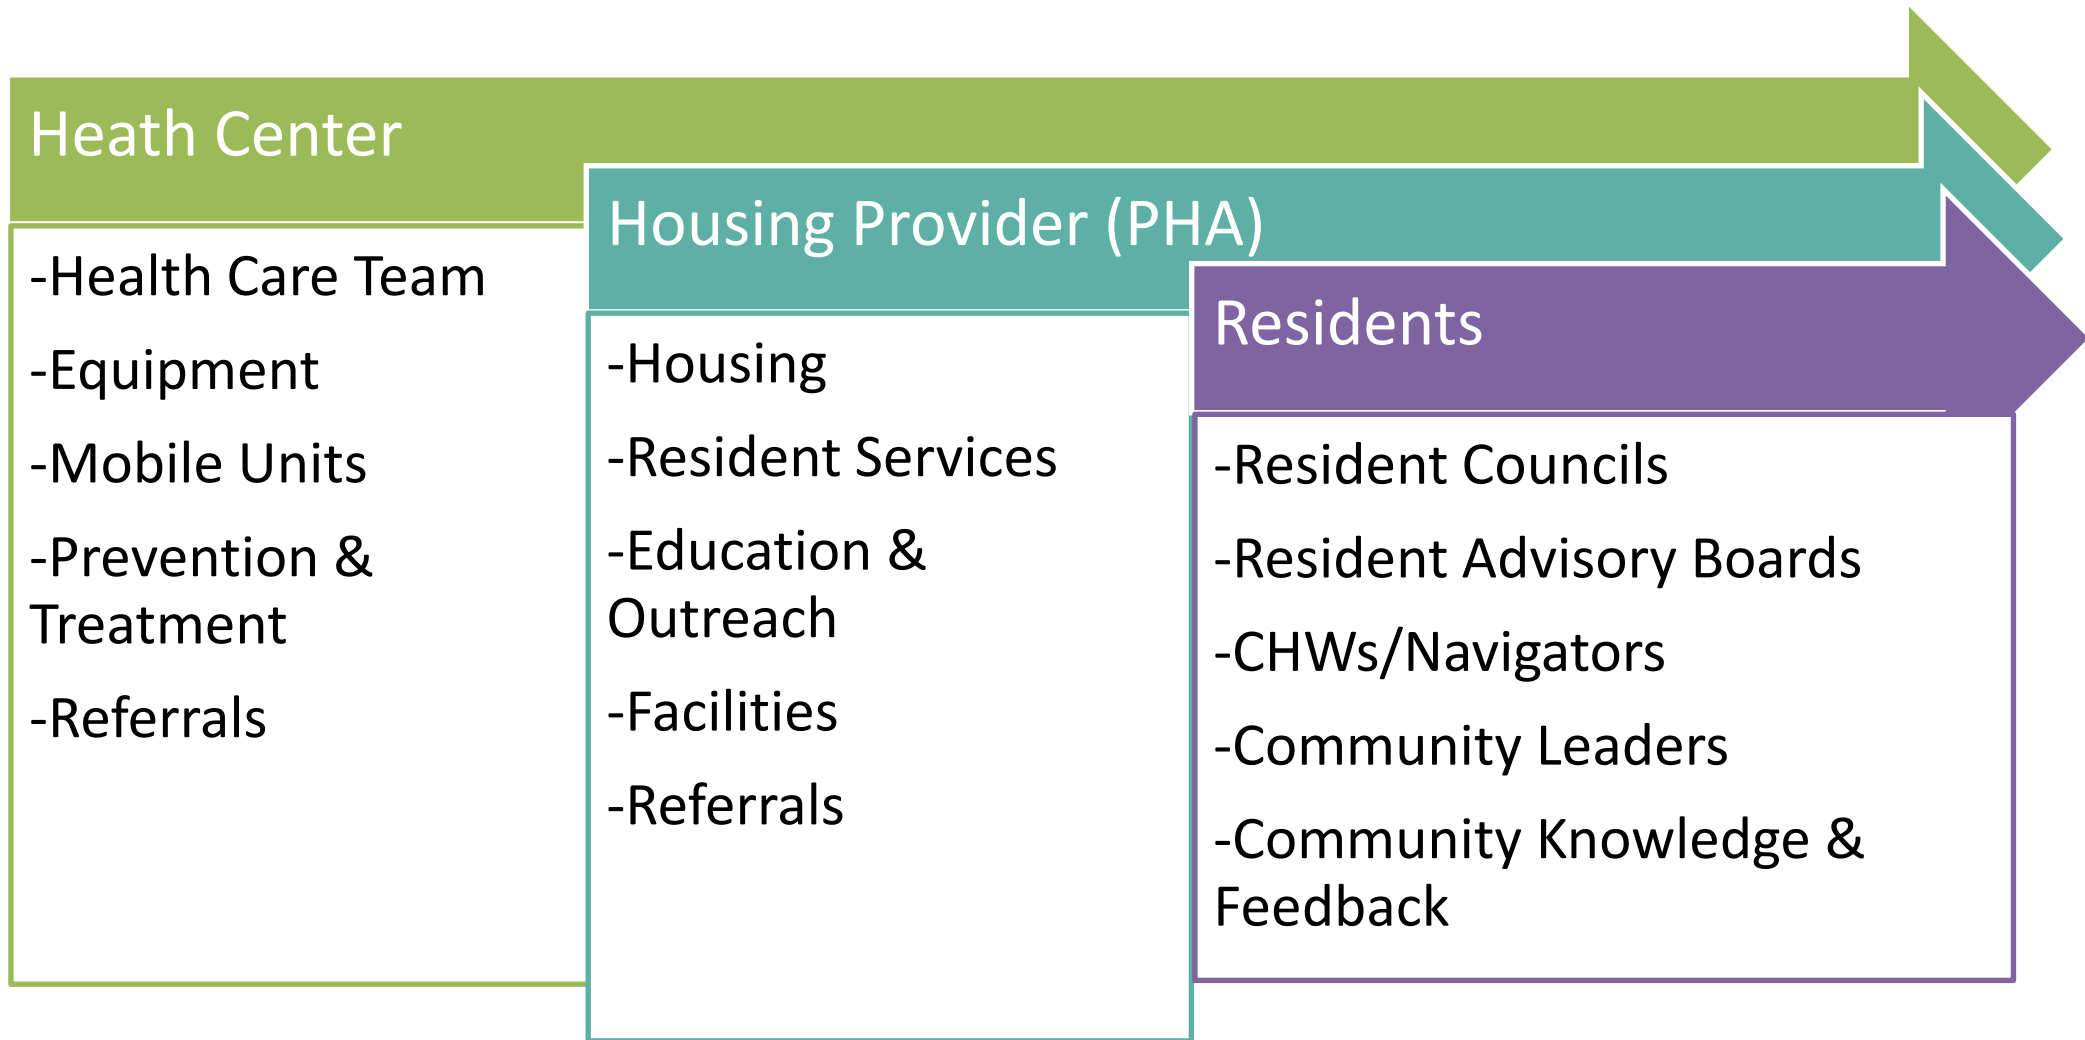 Heath Center
-Health Care Team
-Equipment
-Mobile Units
-Prevention &
Treatment
-Referrals
Housing Provider (PHA)
-Housing
-Resident Services
-Education &
Outreach
-Facilities
-Referrals
Residents
-Resident Councils
-Resident Advisory Boards
-CHWs/Navigators
-Community Leaders
-Community Knowledge &
Feedback